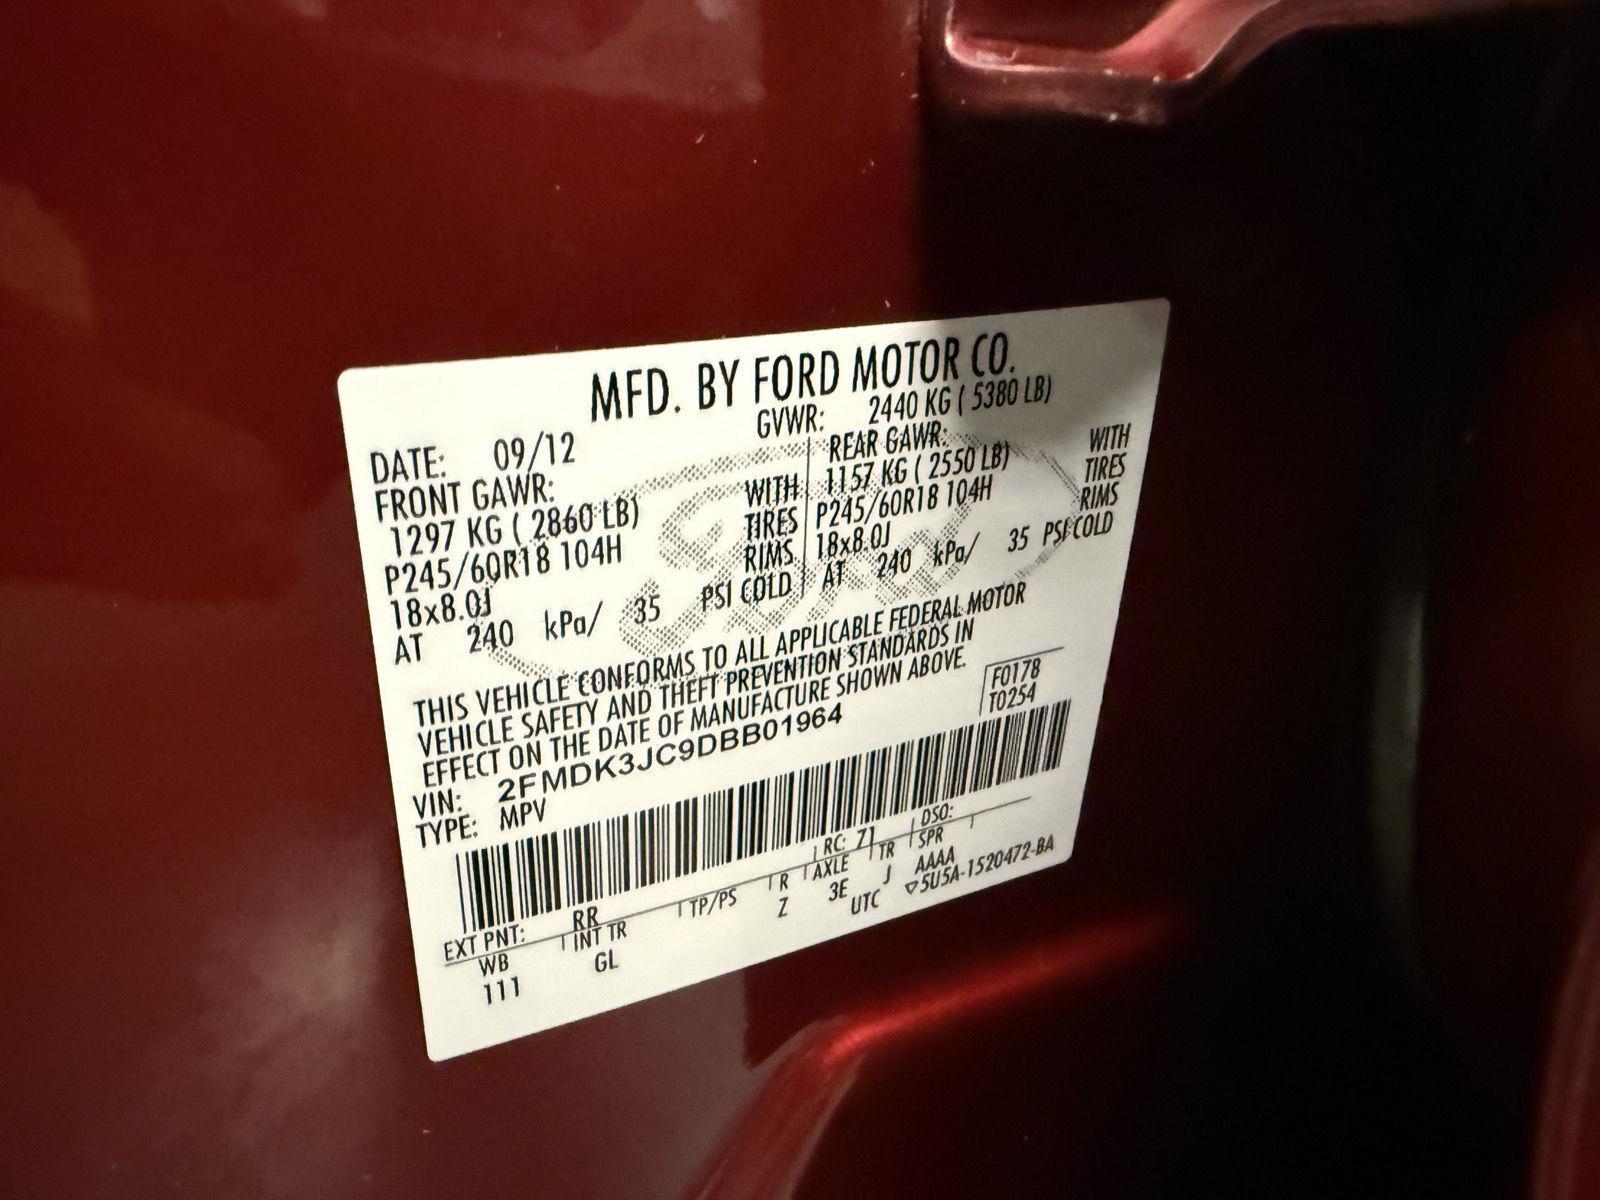 MFD. BY FORD MOTOR CO.
DATE: 09/12 GVWR: 2440 KG ( 5380 LB)
FRONT GAWR: REAR GAWR:
1297 KG ( 2860 LB) WITH 1157 KG ( 2550 LB) WITH
P245/60R18 104H TIRES P245/60R18 104H TIRES
18x8.0J RIMS 18x8.0J RIMS
AT 240 kPa/ 35 PSI COLD AT 240 kPa/ 35 PSI COLD
Ford
THIS VEHICLE CONFORMS TO ALL APPLICABLE FEDERAL MOTOR
VEHICLE SAFETY AND THEFT PREVENTION STANDARDS IN
EFFECT ON THE DATE OF MANUFACTURE SHOWN ABOVE.
F0178
T0254
VIN: 2FMDK3JC9DBB01964
TYPE: MPV
EXT PNT: RR RC: 71 DSO:
WB INT TR TP/PS R AXLE TR SPR
111 GL Z 3E J AAAA
UTC ▽5U5A-1520472-BA